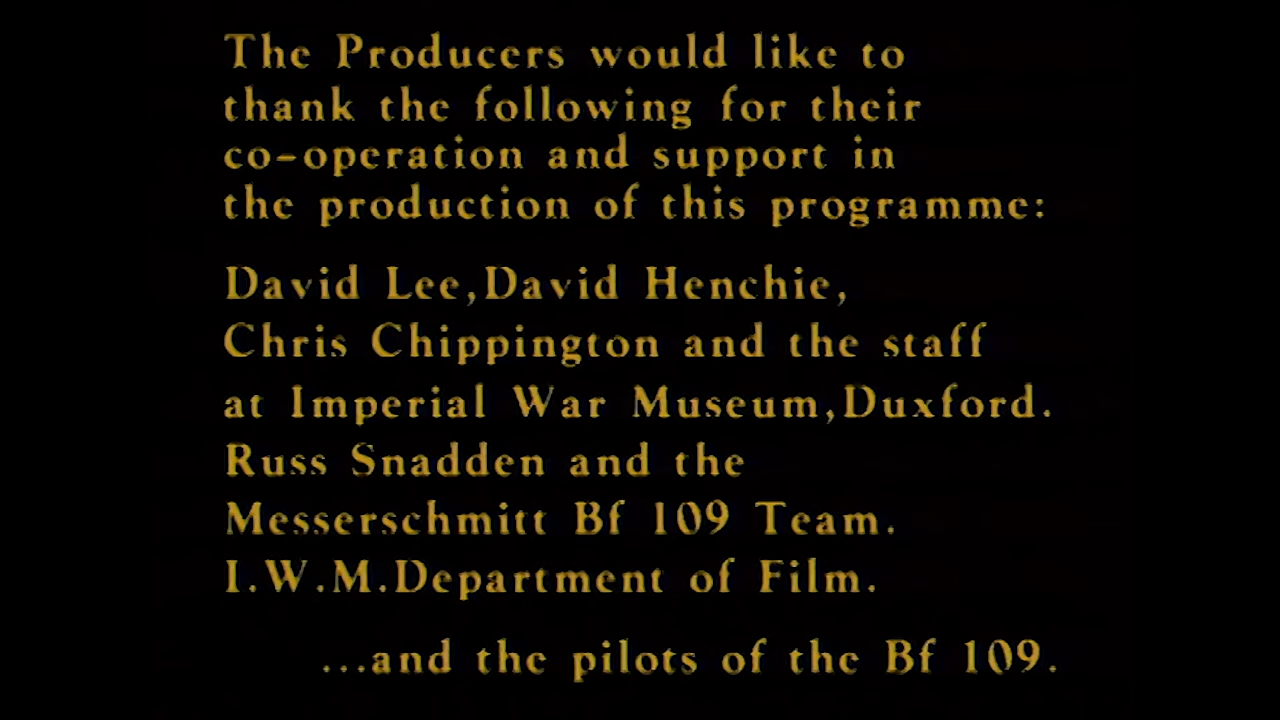 The Producers would like to
thank the following for their
co-operation and support in
the production of this programme:
David Lee,David Henchie,
Chris Chippington and the staff
at Imperial War Museum,Duxford.
Russ Snadden and the
Messerschmitt Bf 109 Team.
I.W.M.Department of Film.
...and the pilots of the Bf 109.